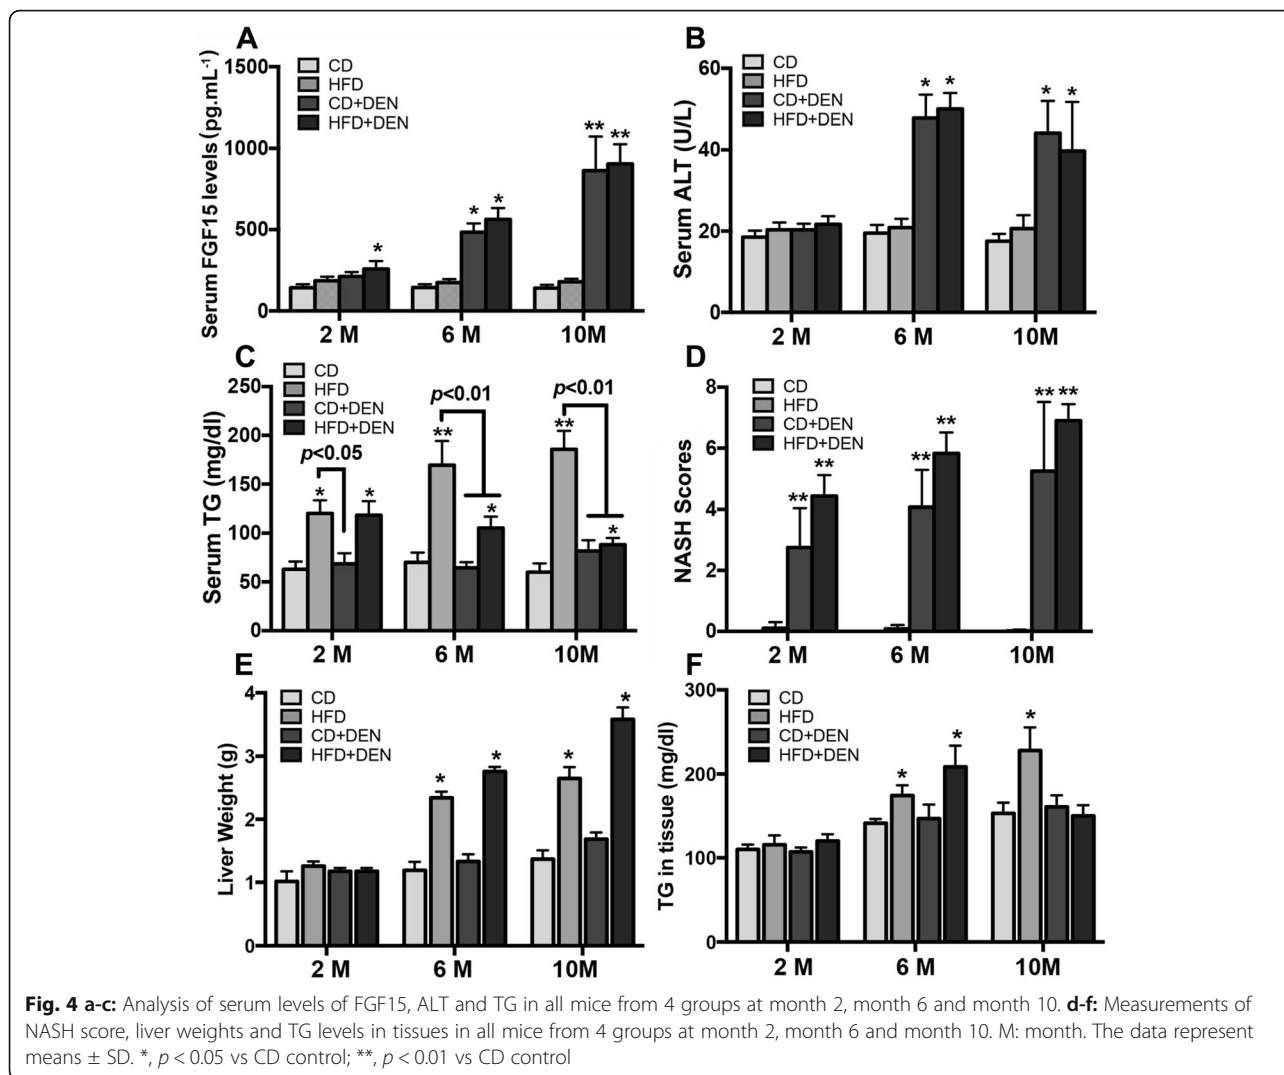 A
CD
HFD
CD+DEN
HFD+DEN
Serum FGF15 levels (pg.mL-1)
1500
1000
500
0
*
* *
** **
2 M 6 M 10M
B
CD
HFD
CD+DEN
HFD+DEN
Serum ALT (U/L)
60
40
20
0
* *
* *
2 M 6 M 10M
C
CD
HFD
CD+DEN
HFD+DEN
Serum TG (mg/dl)
250
200
150
100
50
0
p<0.05
p<0.01
p<0.01
* *
** *
** *
2 M 6 M 10M
D
CD
HFD
CD+DEN
HFD+DEN
NASH Scores
8
6
4
2
0
** **
** **
** **
2 M 6 M 10M
E
CD
HFD
CD+DEN
HFD+DEN
Liver Weight (g)
4
3
2
1
0
* *
* *
2 M 6 M 10M
F
CD
HFD
CD+DEN
HFD+DEN
TG in tissue (mg/dl)
300
200
100
0
* *
*
2 M 6 M 10M
Fig. 4 a-c: Analysis of serum levels of FGF15, ALT and TG in all mice from 4 groups at month 2, month 6 and month 10. d-f: Measurements of
NASH score, liver weights and TG levels in tissues in all mice from 4 groups at month 2, month 6 and month 10. M: month. The data represent
means ± SD. *, p < 0.05 vs CD control; **, p < 0.01 vs CD control